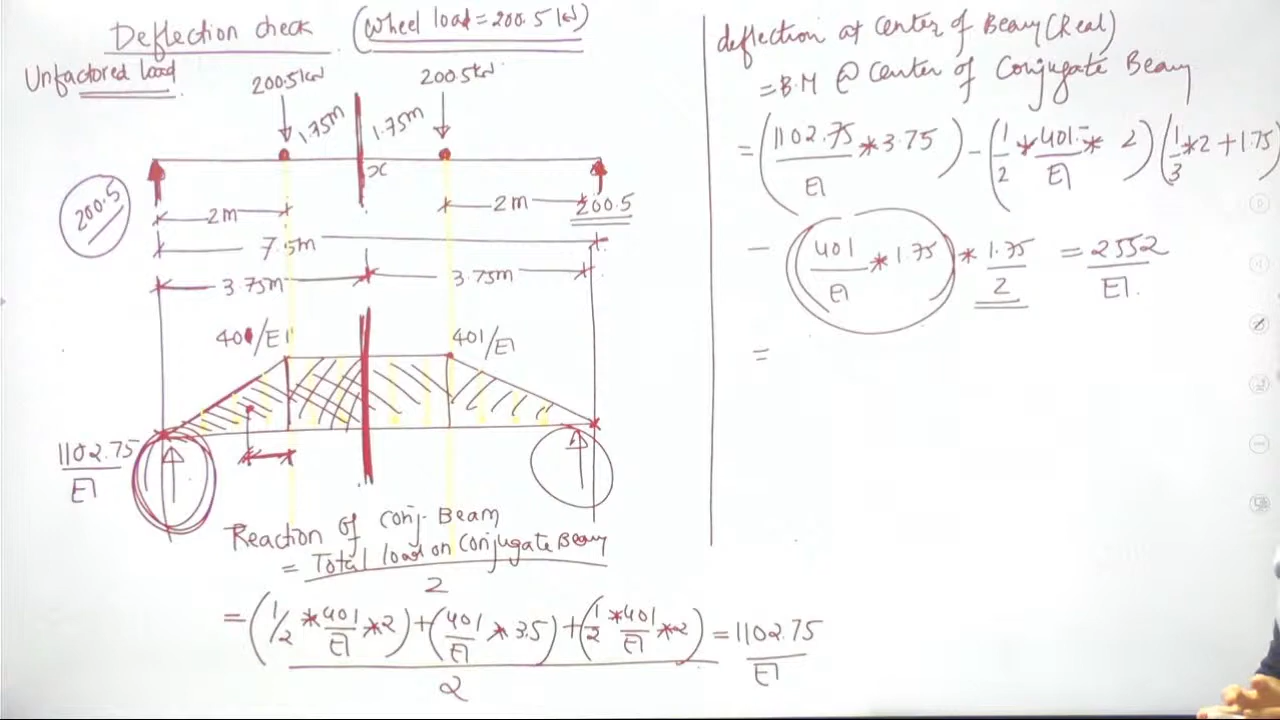 Deflection check (Wheel load = 200.5 kN)
Unfactored load
200.5kN 200.5kN
1.75m 1.75m
x
200.5
2m 2m 200.5
7.5m
3.75m 3.75m
401/EI 401/EI
1102.75/EI
Reaction of Conj. Beam
= Total load on Conjugate Beam / 2
= ((1/2 * 401/EI * 2) + (401/EI * 3.5) + (1/2 * 401/EI * 2)) / 2 = 1102.75/EI
deflection at Center of Beam (Real)
= B.M @ Center of Conjugate Beam
= (1102.75/EI * 3.75) - (1/2 * 401/EI * 2)(1/3 * 2 + 1.75)
- (401/EI * 1.75) * 1.75/2 = 2552/EI.
=